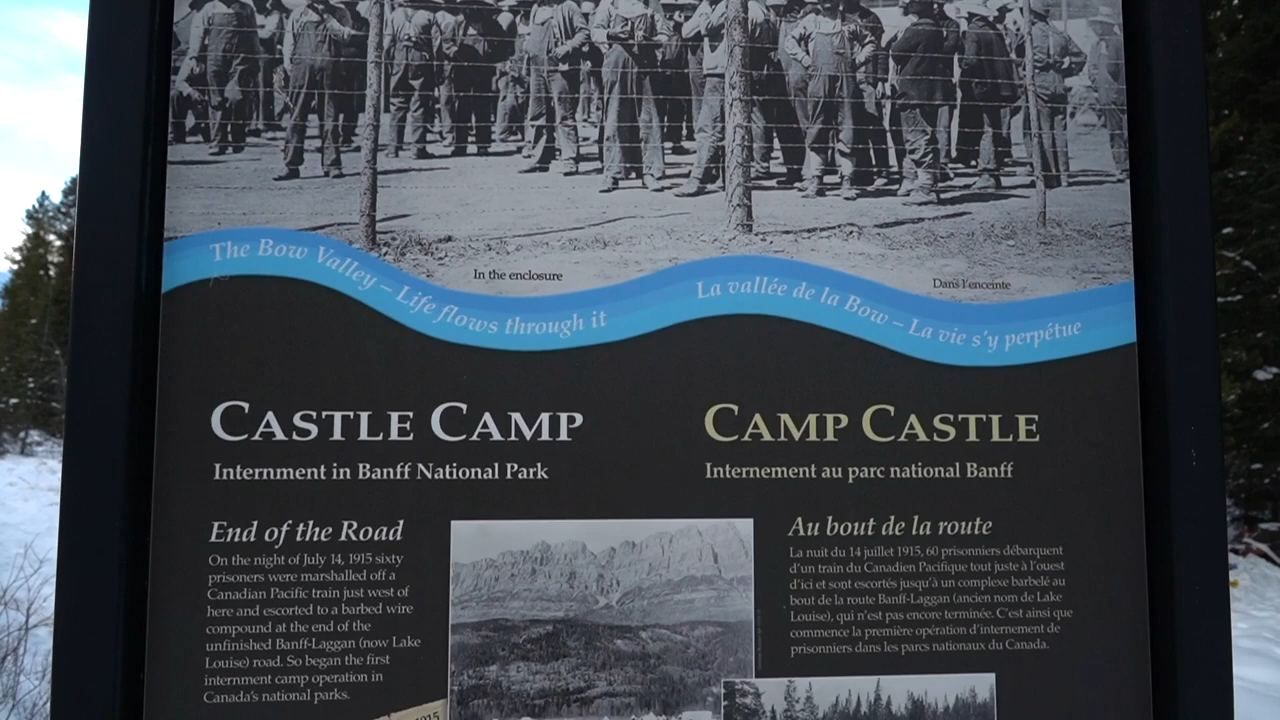 In the enclosure
Dans l'enceinte
The Bow Valley – Life flows through it
La vallée de la Bow – La vie s'y perpétue
CASTLE CAMP
Internment in Banff National Park
CAMP CASTLE
Internement au parc national Banff
End of the Road
On the night of July 14, 1915 sixty
prisoners were marshalled off a
Canadian Pacific train just west of
here and escorted to a barbed wire
compound at the end of the
unfinished Banff-Laggan (now Lake
Louise) road. So began the first
internment camp operation in
Canada's national parks.
Au bout de la route
La nuit du 14 juillet 1915, 60 prisonniers débarquent
d'un train du Canadien Pacifique tout juste à l'ouest
d'ici et sont escortés jusqu'à un complexe barbelé au
bout de la route Banff-Laggan (ancien nom de Lake
Louise), qui n'est pas encore terminée. C'est ainsi que
commence la première opération d'internement de
prisonniers dans les parcs nationaux du Canada.
1915